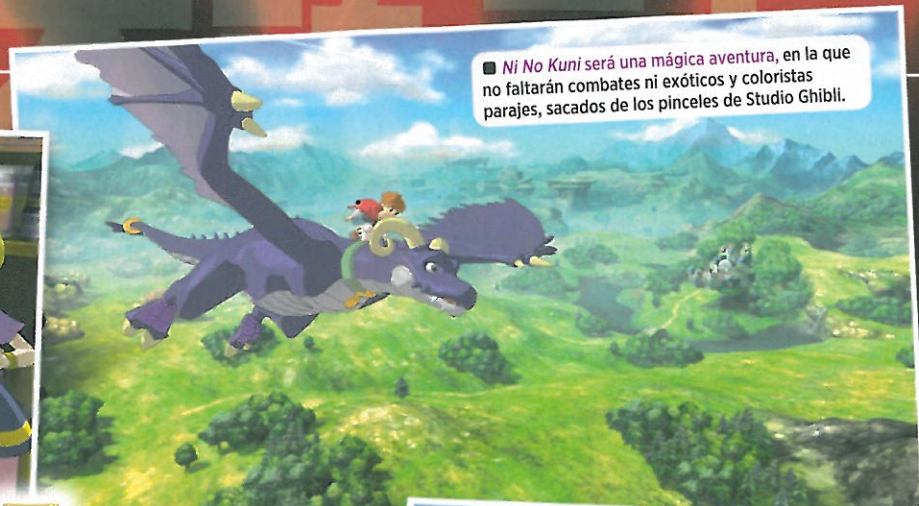 ■ Ni No Kuni será una mágica aventura, en la que
no faltarán combates ni exóticos y coloristas
parajes, sacados de los pinceles de Studio Ghibli.